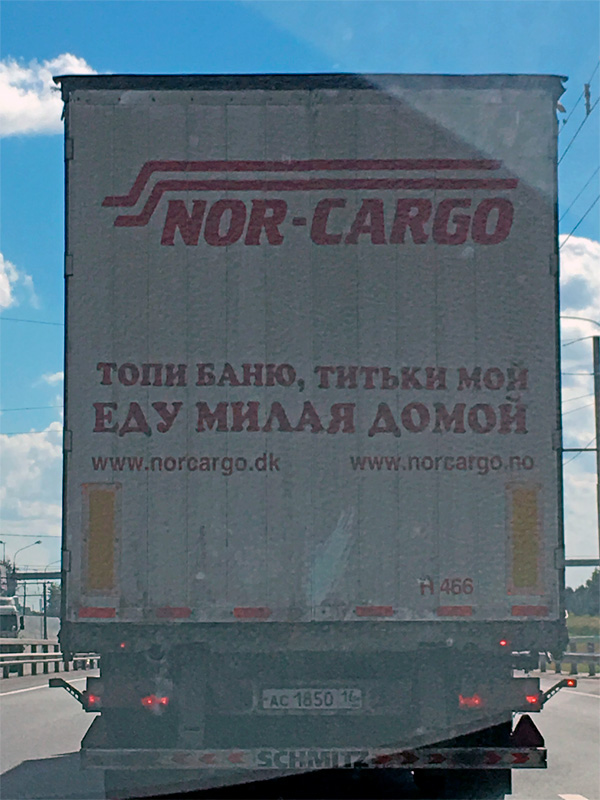 NOR-CARGO
ТОПИ БАНЮ, ТИТЬКИ МОЙ
ЕДУ МИЛАЯ ДОМОЙ
www.norcargo.dk www.norcargo.no
A 466
АС 1850 16
SCHMITZ